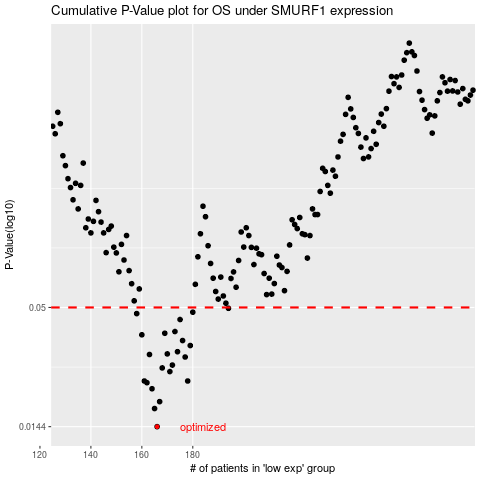 Cumulative P-Value plot for OS under SMURF1 expression
P-Value(log10)
0.05
0.0144
optimized
120 140 160 180
# of patients in 'low exp' group